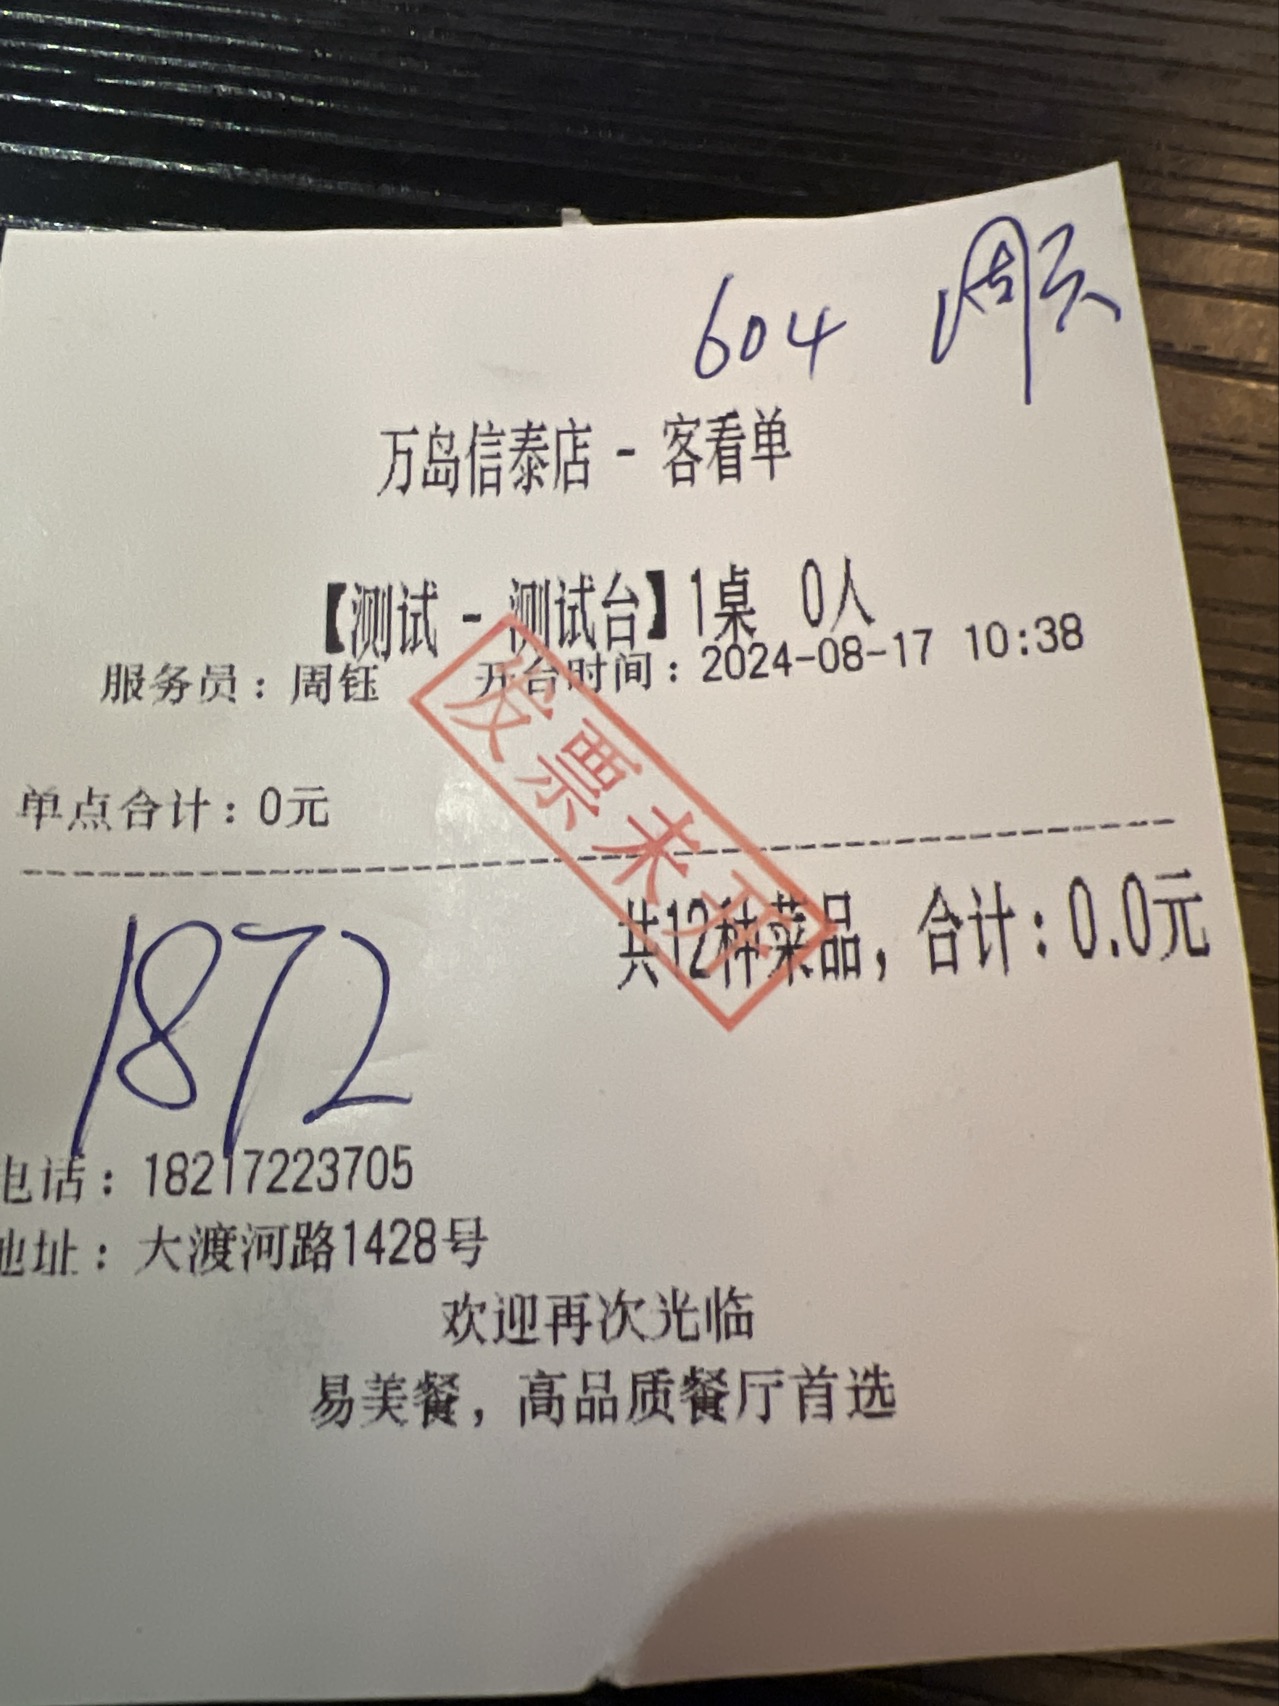 604 周
万岛信泰店 - 客看单
【测试 - 测试台】1桌 0人
服务员：周钰 开台时间：2024-08-17 10:38
发票未开
单点合计：0元
共12种菜品，合计：0.0元
1872
电话：18217223705
地址：大渡河路1428号
欢迎再次光临
易美餐，高品质餐厅首选